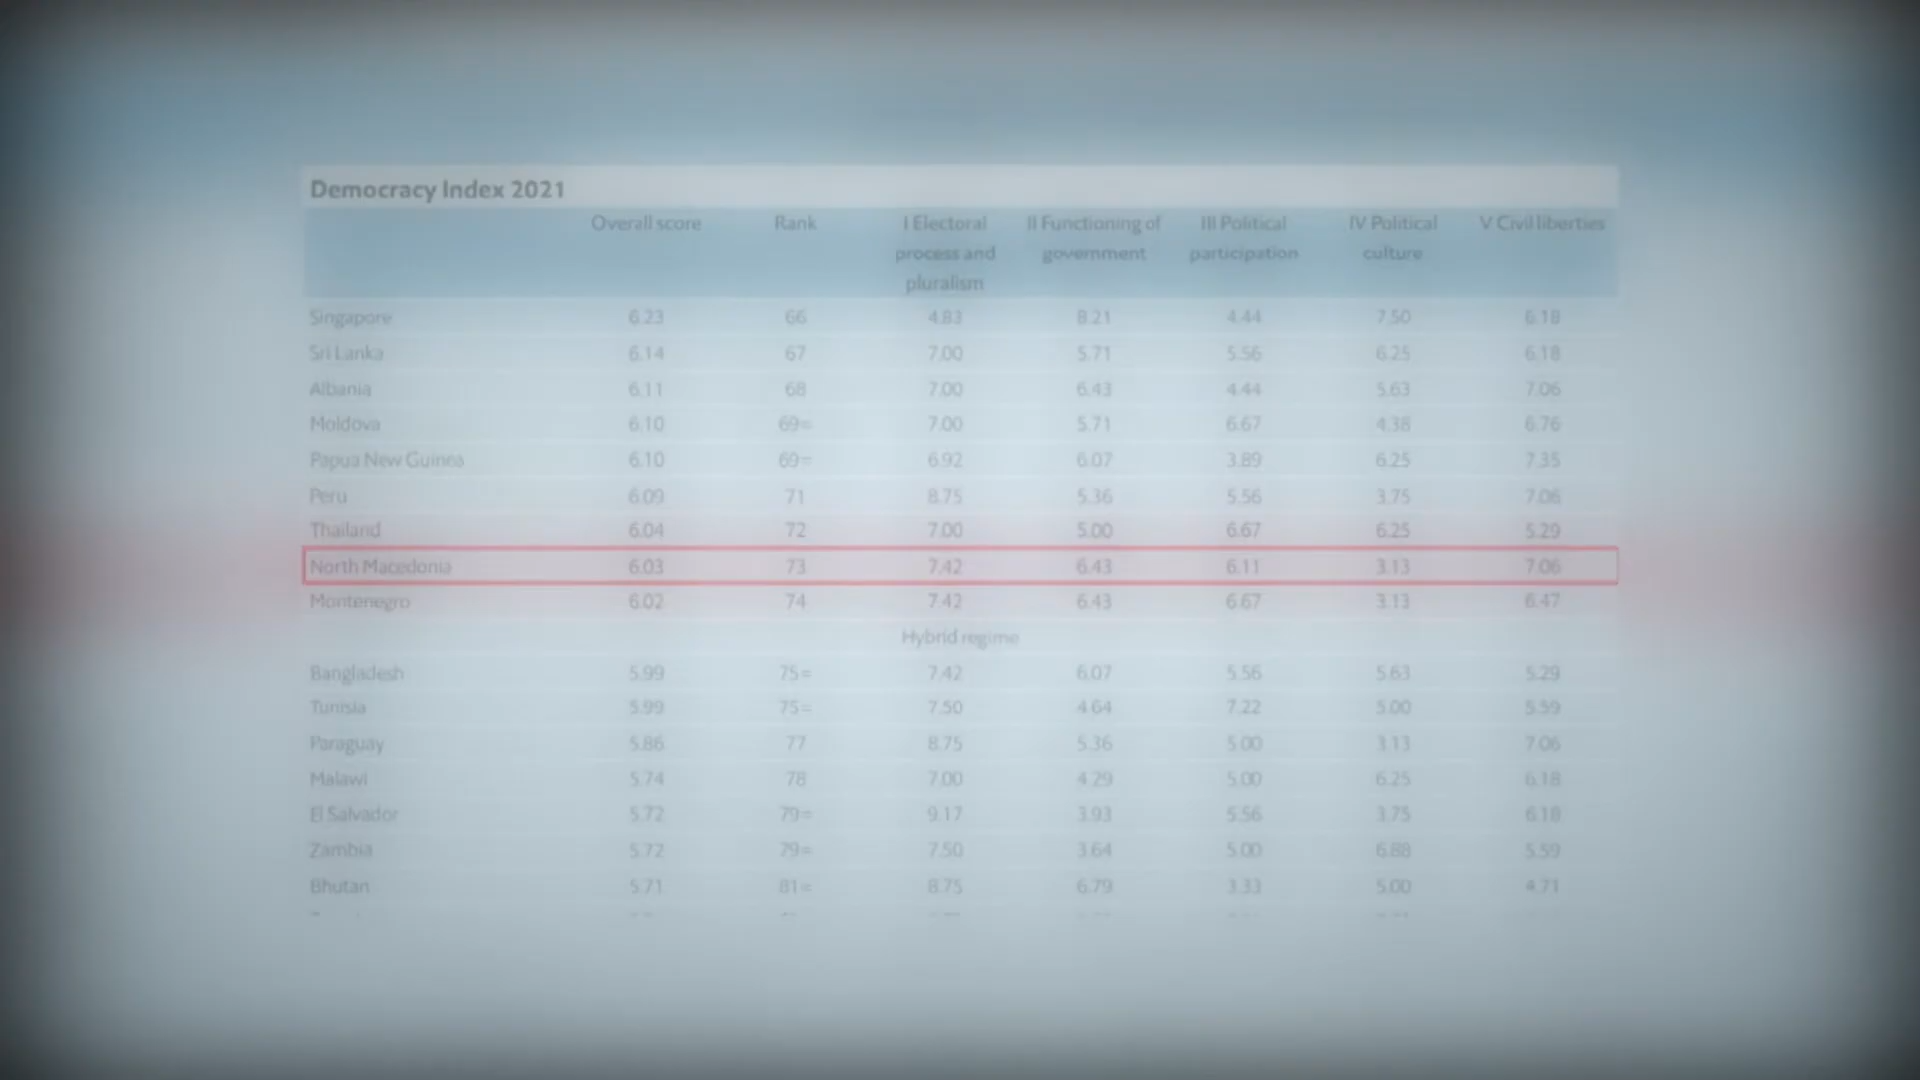 Democracy Index 2021
Overall score Rank I Electoral process and pluralism II Functioning of government III Political participation IV Political culture V Civil liberties
Singapore 6.23 66 4.83 8.21 4.44 7.50 6.18
Sri Lanka 6.14 67 7.00 5.71 5.56 6.25 6.18
Albania 6.11 68 7.00 6.43 4.44 5.63 7.06
Moldova 6.10 69= 7.00 5.71 6.67 4.38 6.76
Papua New Guinea 6.10 69= 6.92 6.07 3.89 6.25 7.35
Peru 6.09 71 8.75 5.36 5.56 3.75 7.06
Thailand 6.04 72 7.00 5.00 6.67 6.25 5.29
North Macedonia 6.03 73 7.42 6.43 6.11 3.13 7.06
Montenegro 6.02 74 7.42 6.43 6.67 3.13 6.47
Hybrid regime
Bangladesh 5.99 75= 7.42 6.07 5.56 5.63 5.29
Tunisia 5.99 75= 7.50 4.64 7.22 5.00 5.59
Paraguay 5.86 77 8.75 5.36 5.00 3.13 7.06
Malawi 5.74 78 7.00 4.29 5.00 6.25 6.18
El Salvador 5.72 79= 9.17 3.93 5.56 3.75 6.18
Zambia 5.72 79= 7.50 3.64 5.00 6.88 5.59
Bhutan 5.71 81= 8.75 6.79 3.33 5.00 4.71